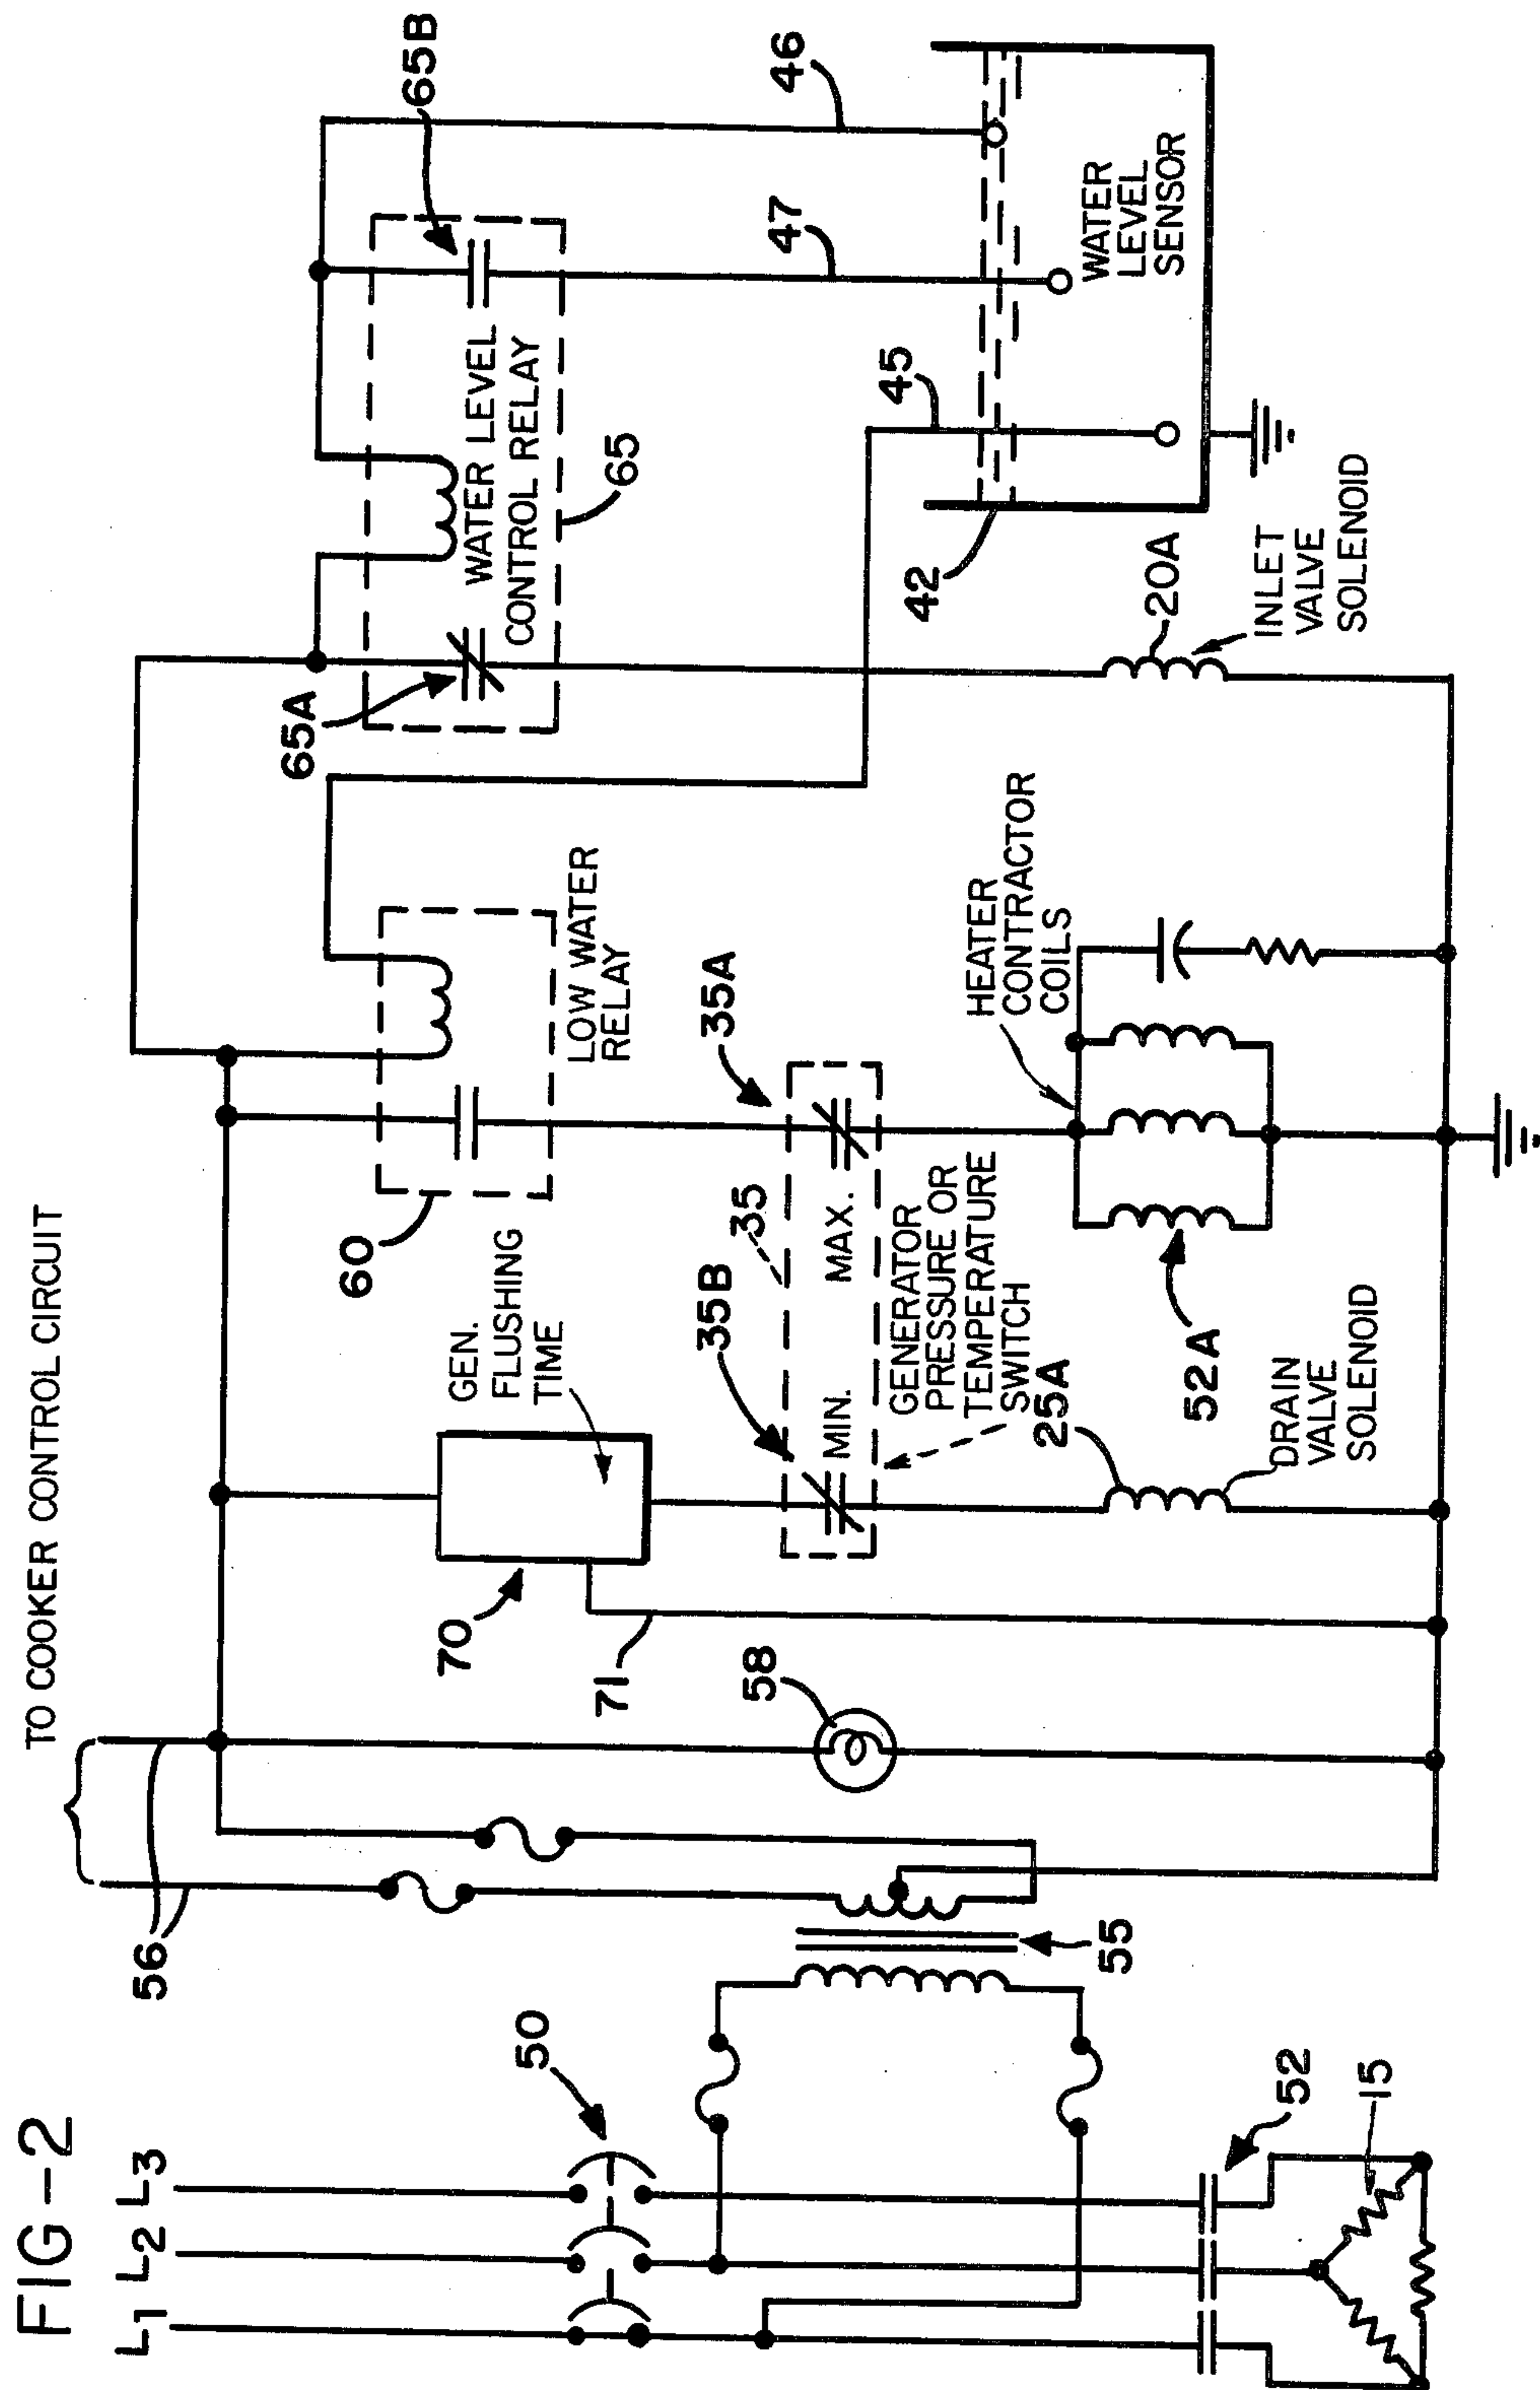 FIG-2
L1
L2
L3
50
52
15
55
56
TO COOKER CONTROL CIRCUIT
58
70
71
GEN.
FLUSHING
TIME
35B
35
MIN.
MAX.
35A
GENERATOR
PRESSURE OR
TEMPERATURE
SWITCH
25A
DRAIN
VALVE
SOLENOID
52A
60
LOW WATER
RELAY
HEATER
CONTRACTOR
COILS
65A
WATER LEVEL
CONTROL RELAY
65
65B
20A
INLET
VALVE
SOLENOID
42
45
47
46
WATER
LEVEL
SENSOR